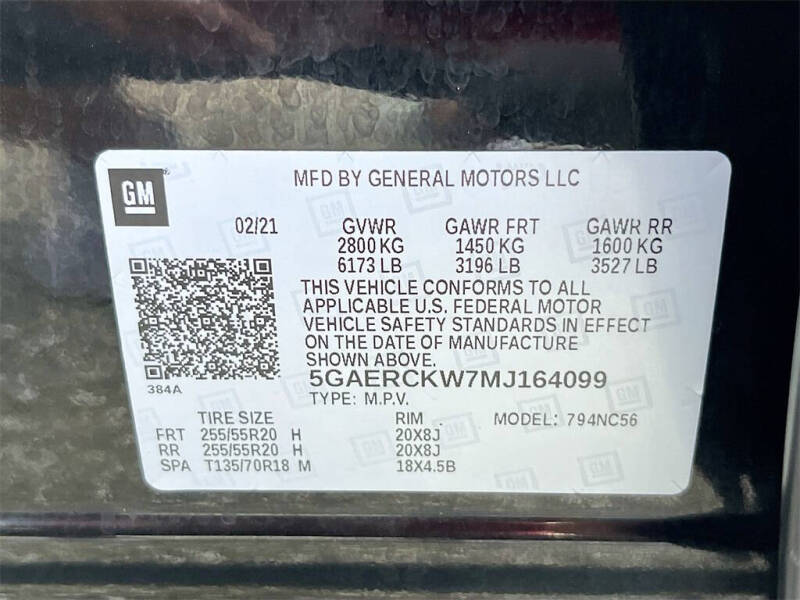 GM
MFD BY GENERAL MOTORS LLC
02/21 GVWR GAWR FRT GAWR RR
2800 KG 1450 KG 1600 KG
6173 LB 3196 LB 3527 LB
THIS VEHICLE CONFORMS TO ALL
APPLICABLE U.S. FEDERAL MOTOR
VEHICLE SAFETY STANDARDS IN EFFECT
ON THE DATE OF MANUFACTURE
SHOWN ABOVE.
384A 5GAERCKW7MJ164099
TYPE: M.P.V.
TIRE SIZE RIM MODEL: 794NC56
FRT 255/55R20 H 20X8J
RR 255/55R20 H 20X8J
SPA T135/70R18 M 18X4.5B